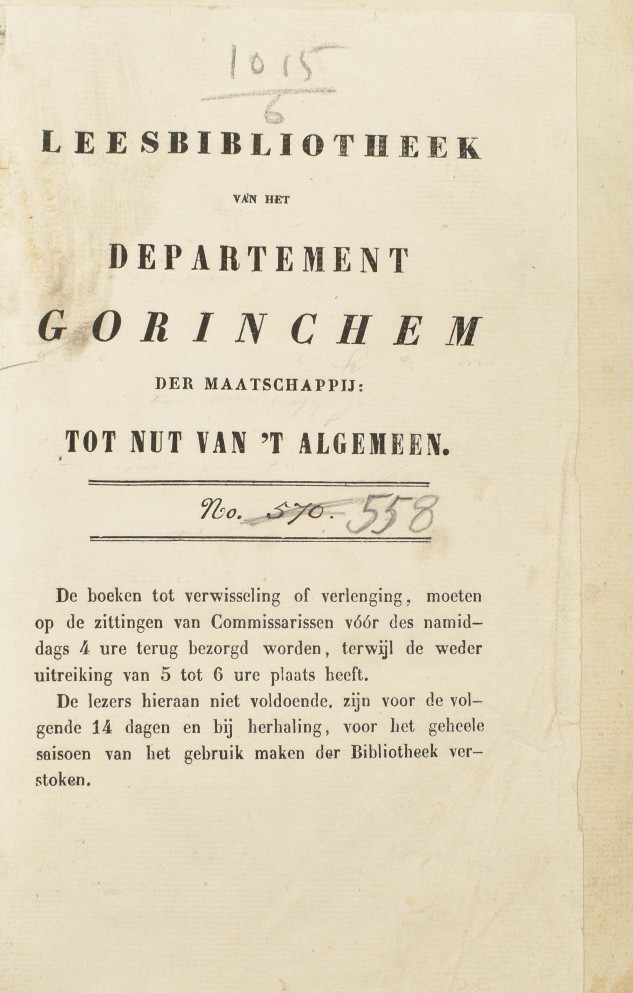 1015
6
LEESBIBLIOTHEEK
VAN HET
DEPARTEMENT
GORINCHEM
DER MAATSCHAPPIJ:
TOT NUT VAN 'T ALGEMEEN.
No. 570. 558
De boeken tot verwisseling of verlenging, moeten
op de zittingen van Commissarissen vóór des namid-
dags 4 ure terug bezorgd worden, terwijl de weder
uitreiking van 5 tot 6 ure plaats heeft.
De lezers hieraan niet voldoende, zijn voor de vol-
gende 14 dagen en bij herhaling, voor het geheele
saisoen van het gebruik maken der Bibliotheek ver-
stoken.